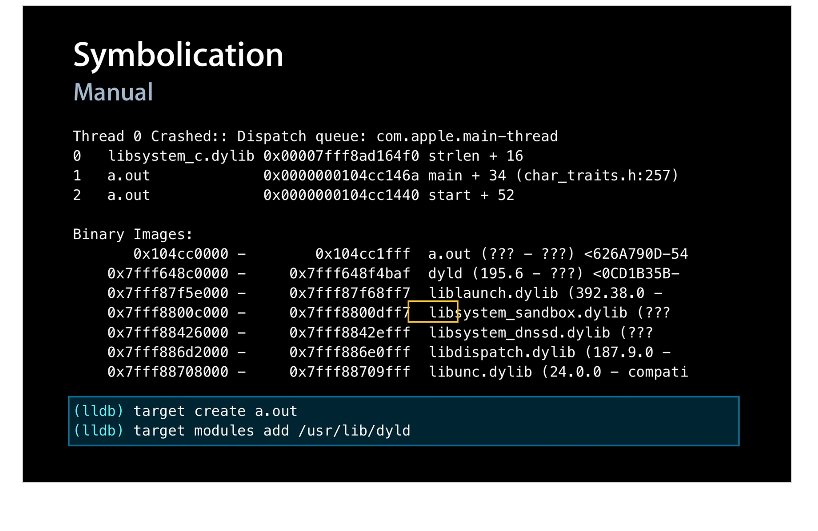 Symbolication
Manual
Thread 0 Crashed:: Dispatch queue: com.apple.main-thread
0 libsystem_c.dylib 0x00007fff8ad164f0 strlen + 16
1 a.out 0x0000000104cc146a main + 34 (char_traits.h:257)
2 a.out 0x0000000104cc1440 start + 52
Binary Images:
0x104cc0000 - 0x104cc1fff a.out (??? - ???) <626A790D-54
0x7fff648c0000 - 0x7fff648f4baf dyld (195.6 - ???) <0CD1B35B-
0x7fff87f5e000 - 0x7fff87f68ff7 liblaunch.dylib (392.38.0 -
0x7fff8800c000 - 0x7fff8800dff7 libsystem_sandbox.dylib (???
0x7fff88426000 - 0x7fff8842efff libsystem_dnssd.dylib (???
0x7fff886d2000 - 0x7fff886e0fff libdispatch.dylib (187.9.0 -
0x7fff88708000 - 0x7fff88709fff libunc.dylib (24.0.0 - compati
(lldb) target create a.out
(lldb) target modules add /usr/lib/dyld